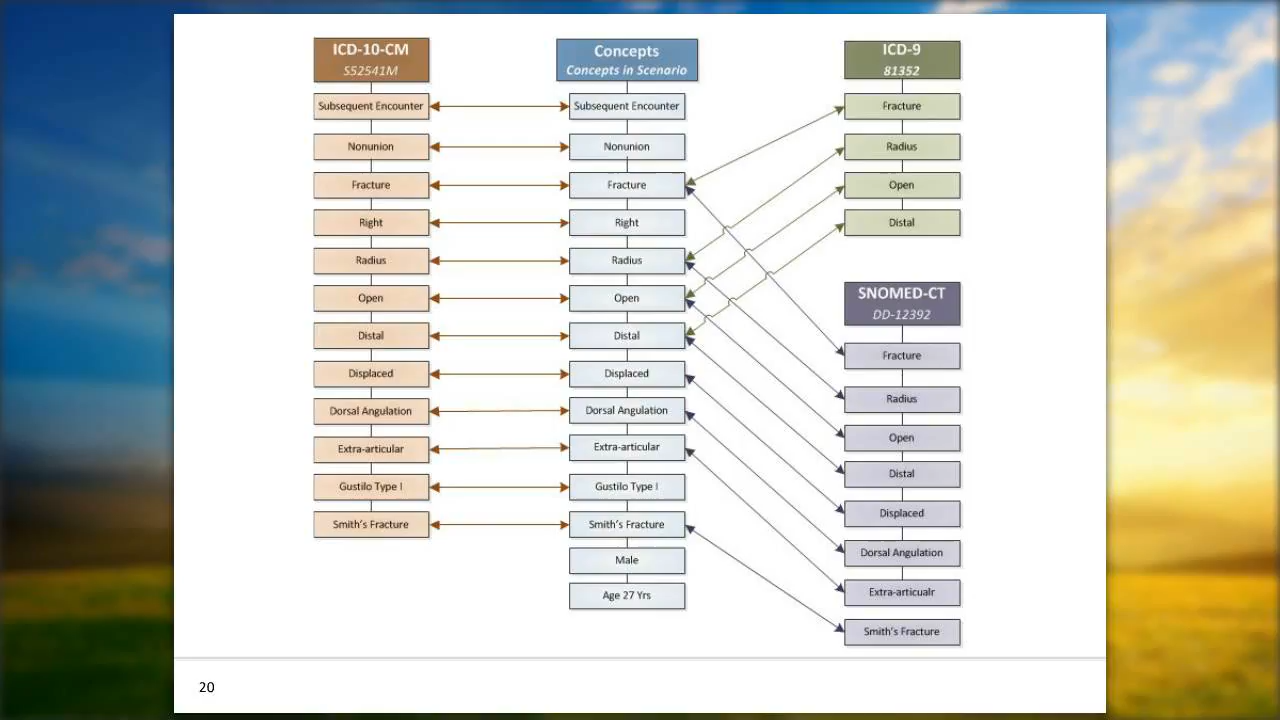 ICD-10-CM
S52541M
Subsequent Encounter
Nonunion
Fracture
Right
Radius
Open
Distal
Displaced
Dorsal Angulation
Extra-articular
Gustilo Type I
Smith's Fracture
Concepts
Concepts in Scenario
Subsequent Encounter
Nonunion
Fracture
Right
Radius
Open
Distal
Displaced
Dorsal Angulation
Extra-articular
Gustilo Type I
Smith's Fracture
Male
Age 27 Yrs
ICD-9
81352
Fracture
Radius
Open
Distal
SNOMED-CT
DD-12392
Fracture
Radius
Open
Distal
Displaced
Dorsal Angulation
Extra-articualr
Smith's Fracture
20